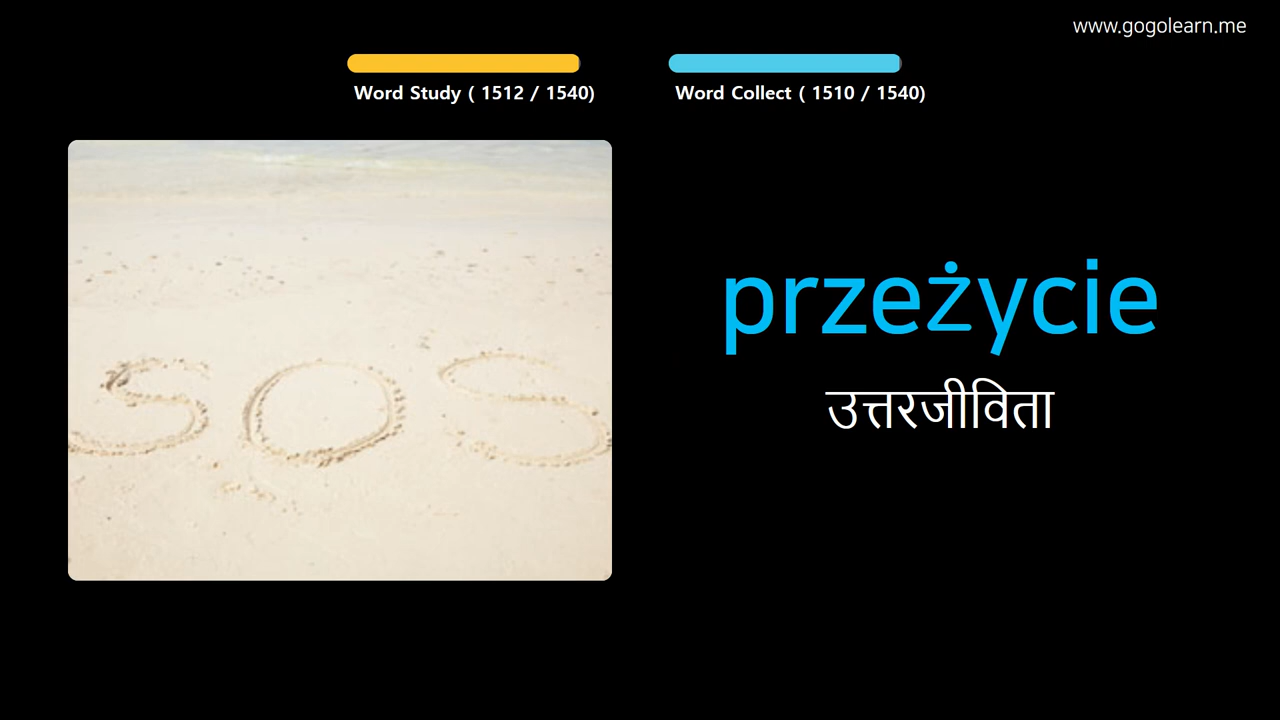 www.gogolearn.me
Word Study ( 1512 / 1540)
Word Collect ( 1510 / 1540)
SOS
przeżycie
उत्तरजीविता